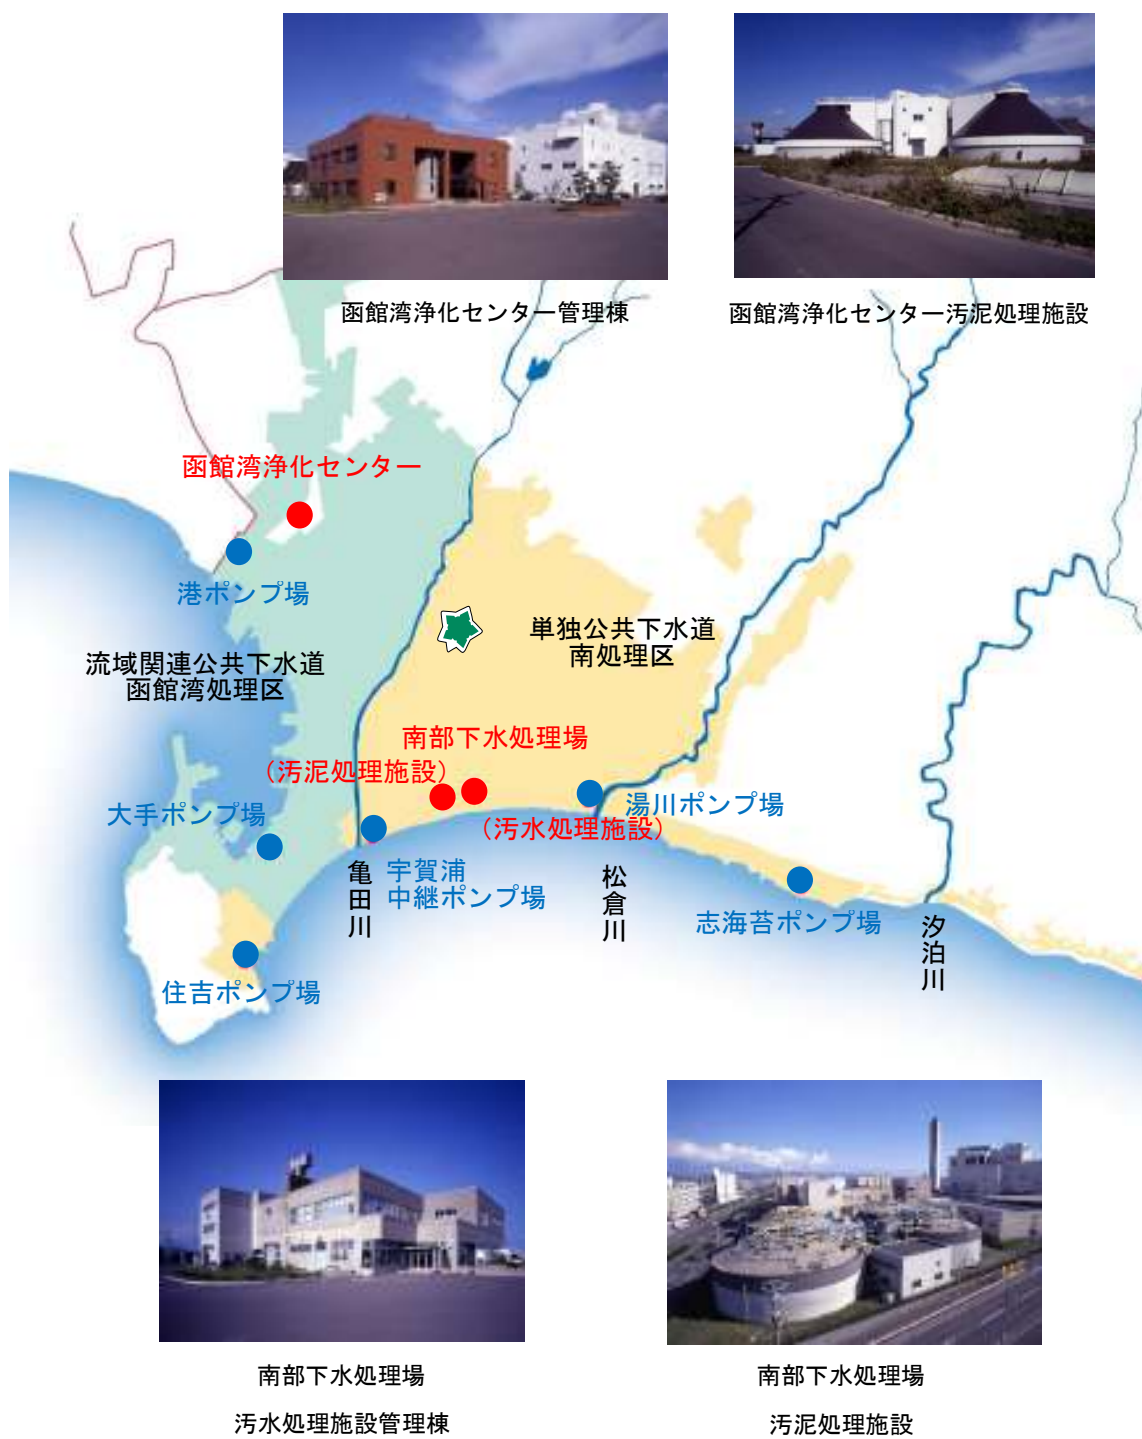 函館湾浄化センター管理棟
函館湾浄化センター汚泥処理施設
函館湾浄化センター
港ポンプ場
単独公共下水道
南処理区
流域関連公共下水道
函館湾処理区
南部下水処理場
（汚泥処理施設）
大手ポンプ場
湯川ポンプ場
（汚水処理施設）
亀田川
宇賀浦
中継ポンプ場
松倉川
志海苔ポンプ場
汐泊川
住吉ポンプ場
南部下水処理場
汚水処理施設管理棟
南部下水処理場
汚泥処理施設